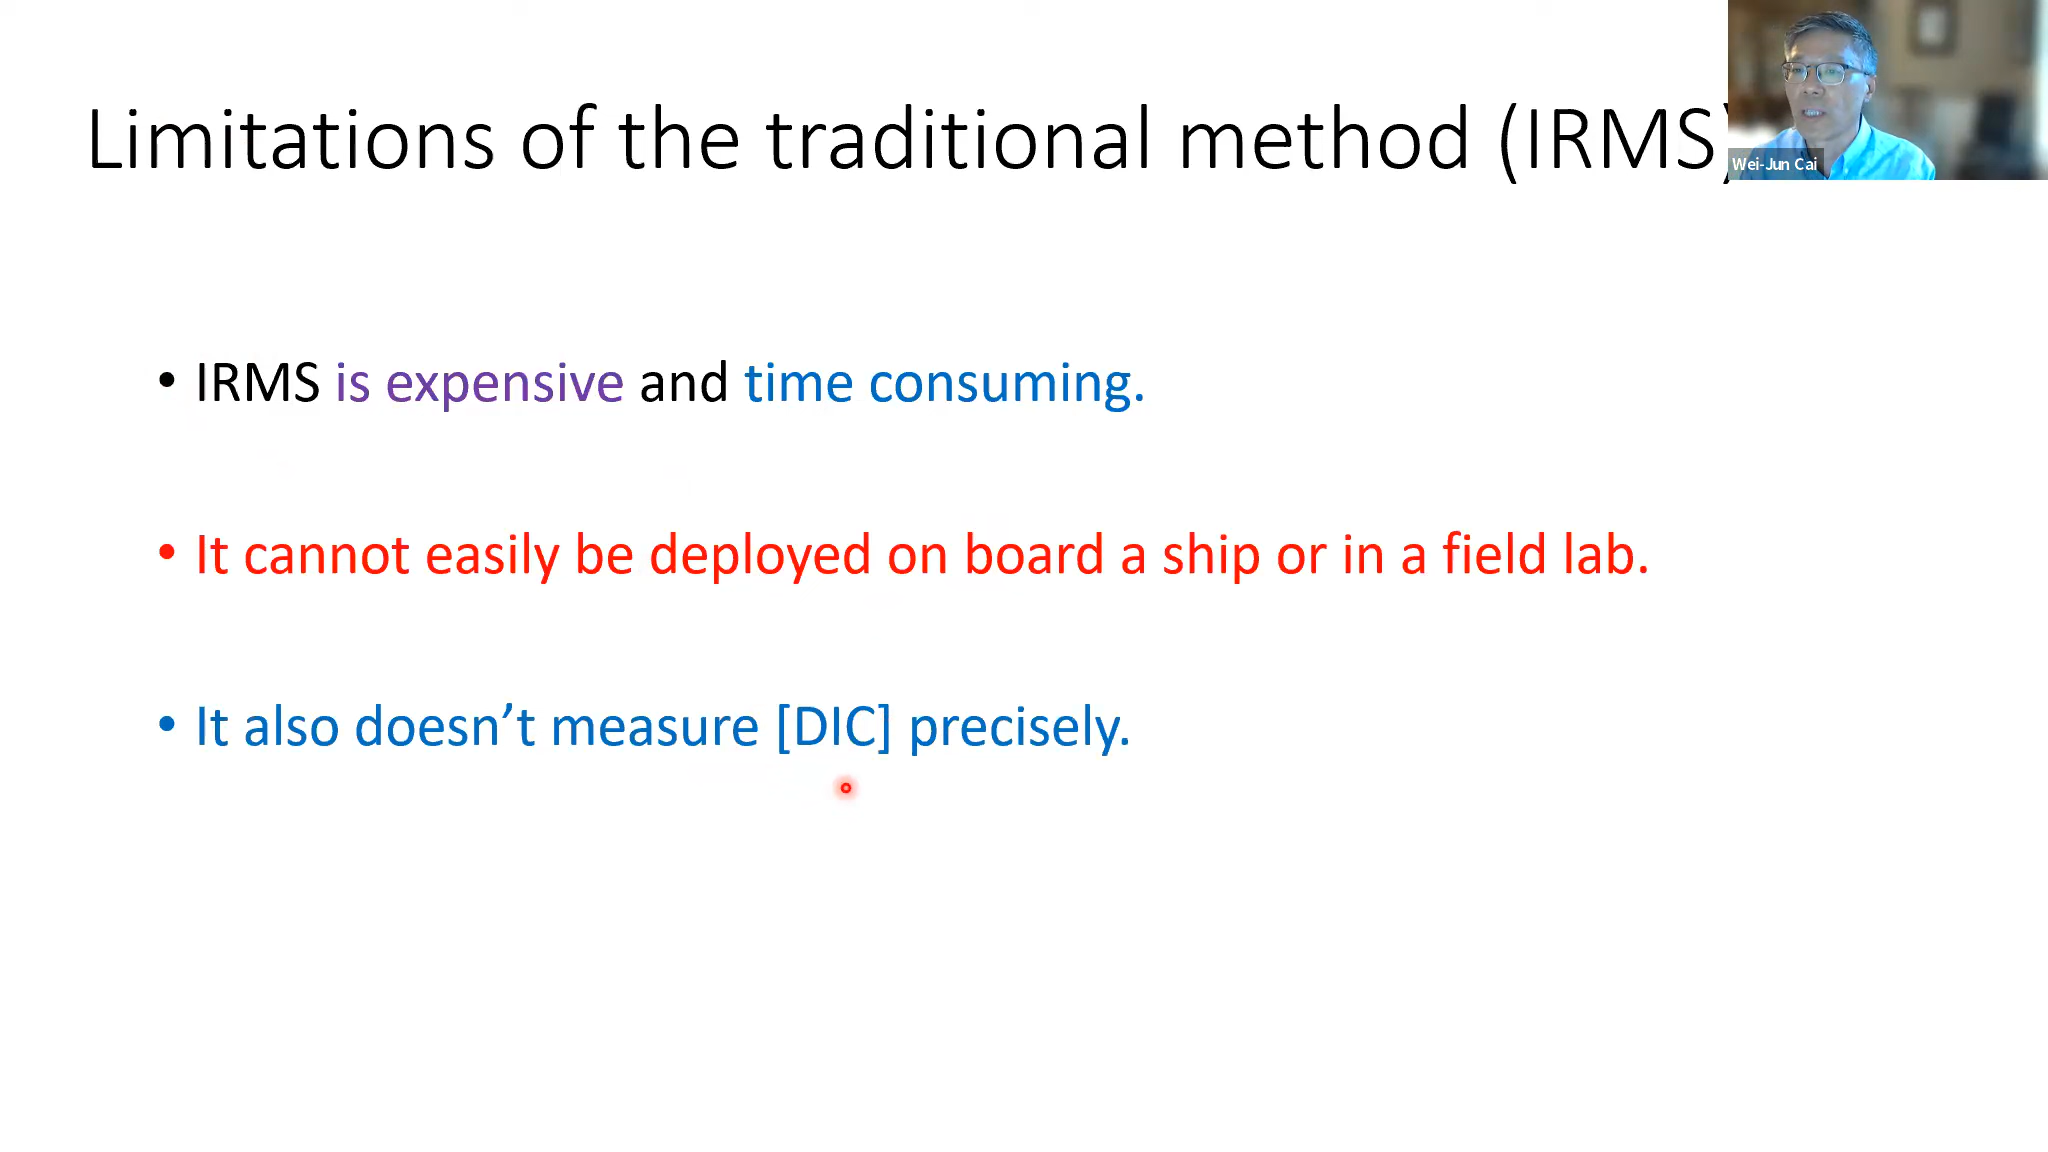 Limitations of the traditional method (IRMS)
Wei-Jun Cai
• IRMS is expensive and time consuming.
• It cannot easily be deployed on board a ship or in a field lab.
• It also doesn’t measure [DIC] precisely.